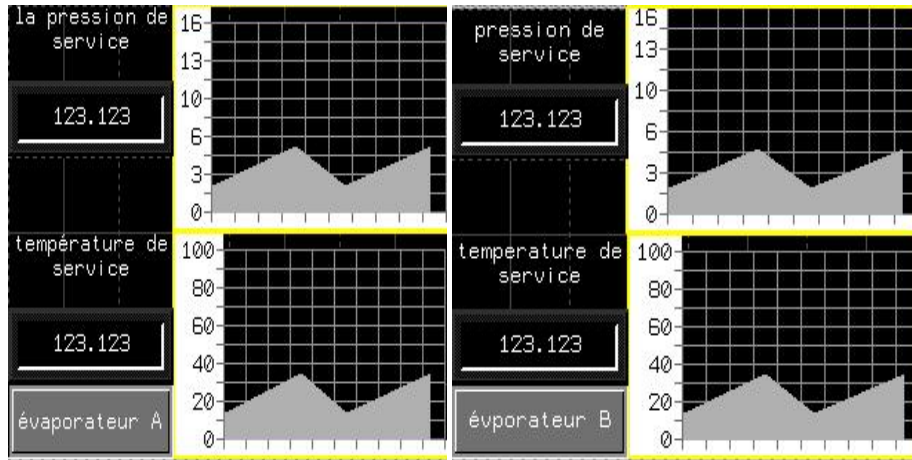 la pression de
service
123.123
16
13
10
6
3
0
température de
service
123.123
100
80
60
40
20
0
évaporateur A
pression de
service
123.123
16
13
10
6
3
0
temperature de
service
123.123
100
80
60
40
20
0
évporateur B